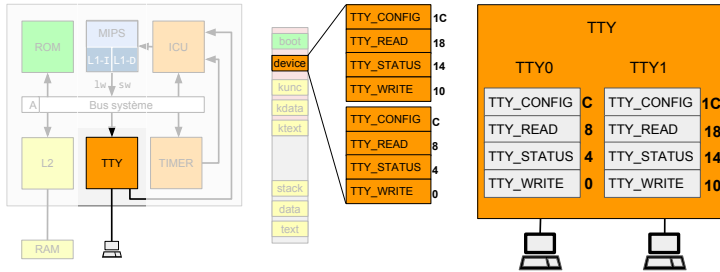 ROM
MIPS
L1-I L1-D
ICU
lw sw
A
Bus système
L2
TTY
TIMER
RAM
boot
device
kunc
kdata
ktext
stack
data
text
TTY_CONFIG 1C
TTY_READ 18
TTY_STATUS 14
TTY_WRITE 10
TTY_CONFIG C
TTY_READ 8
TTY_STATUS 4
TTY_WRITE 0
TTY
TTY0 TTY1
TTY_CONFIG C TTY_CONFIG 1C
TTY_READ 8 TTY_READ 18
TTY_STATUS 4 TTY_STATUS 14
TTY_WRITE 0 TTY_WRITE 10